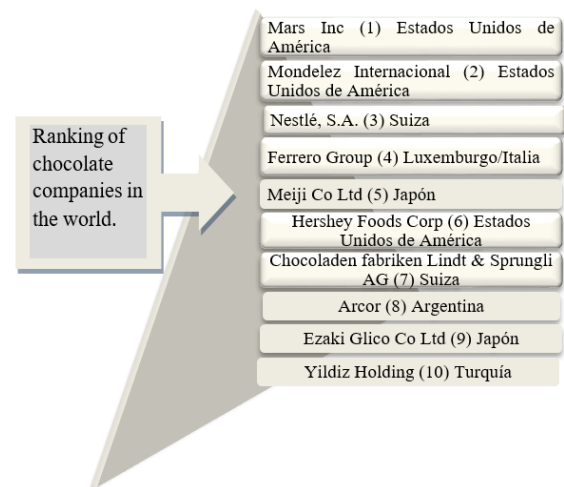 Ranking of
chocolate
companies in
the world.
Mars Inc (1) Estados Unidos de
América
Mondelez Internacional (2) Estados
Unidos de América
Nestlé, S.A. (3) Suiza
Ferrero Group (4) Luxemburgo/Italia
Meiji Co Ltd (5) Japón
Hershey Foods Corp (6) Estados
Unidos de América
Chocoladen fabriken Lindt & Sprungli
AG (7) Suiza
Arcor (8) Argentina
Ezaki Glico Co Ltd (9) Japón
Yildiz Holding (10) Turquía